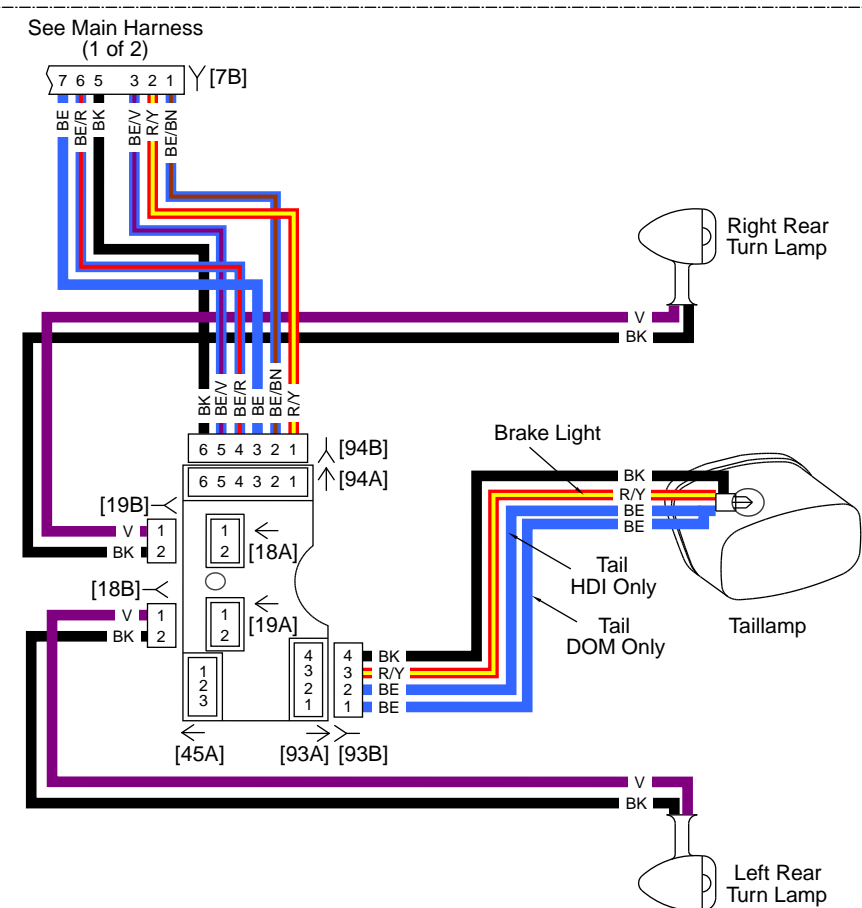 See Main Harness
(1 of 2)
7 6 5 3 2 1 [7B]
BE
BE/R
BK
BE/V
R/Y
BE/BN
Right Rear
Turn Lamp
V
BK
BK
BE/V
BE/R
BE
BE/BN
R/Y
6 5 4 3 2 1 [94B]
6 5 4 3 2 1 [94A]
Brake Light
BK
R/Y
BE
BE
[19B]
V 1
BK 2
1
2
[18A]
[18B]
V 1
BK 2
1
2
[19A]
Tail
HDI Only
Tail
DOM Only
Taillamp
1
2
3
4
3
2
1
4 BK
3 R/Y
2 BE
1 BE
[45A]
[93A] [93B]
V
BK
Left Rear
Turn Lamp